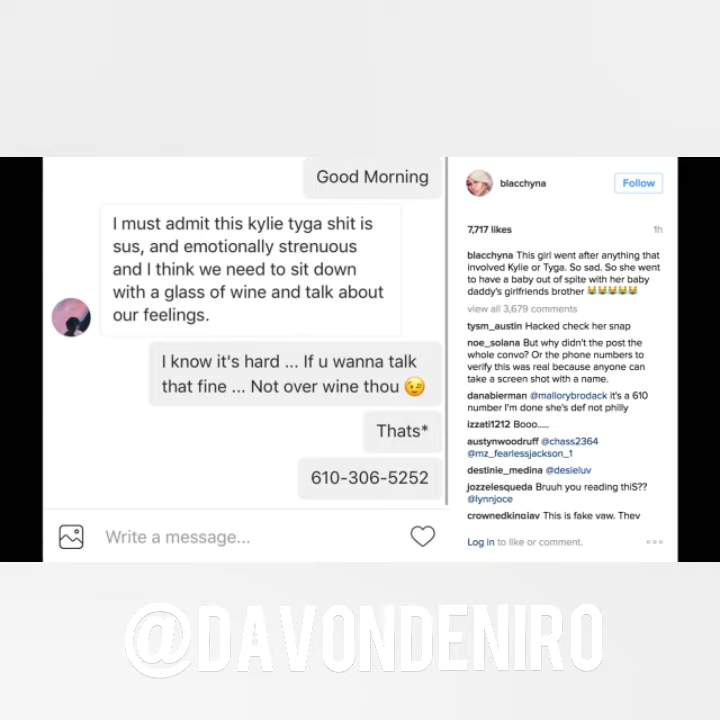 Good Morning
I must admit this kylie tyga shit is
sus, and emotionally strenuous
and I think we need to sit down
with a glass of wine and talk about
our feelings.
I know it's hard ... If u wanna talk
that fine ... Not over wine thou 😉
Thats*
610-306-5252
Write a message...
blacchyna
Follow
7,717 likes
1h
blacchyna This girl went after anything that
involved Kylie or Tyga. So sad. So she went
to have a baby out of spite with her baby
daddy's girlfriends brother 😹😹😹😹😹
view all 3,679 comments
tysm_austin Hacked check her snap
noe_solana But why didn't the post the
whole convo? Or the phone numbers to
verify this was real because anyone can
take a screen shot with a name.
danabierman @mallorybrodack it's a 610
number I'm done she's def not philly
izzati1212 Booo.....
austynwoodruff @chass2364
@mz_fearlessjackson_1
destinie_medina @desieluv
jozzelesqueda Bruuh you reading thiS??
@lynnjoce
This is fake yaw. They
Log in to like or comment.
@DAVONDENIRO